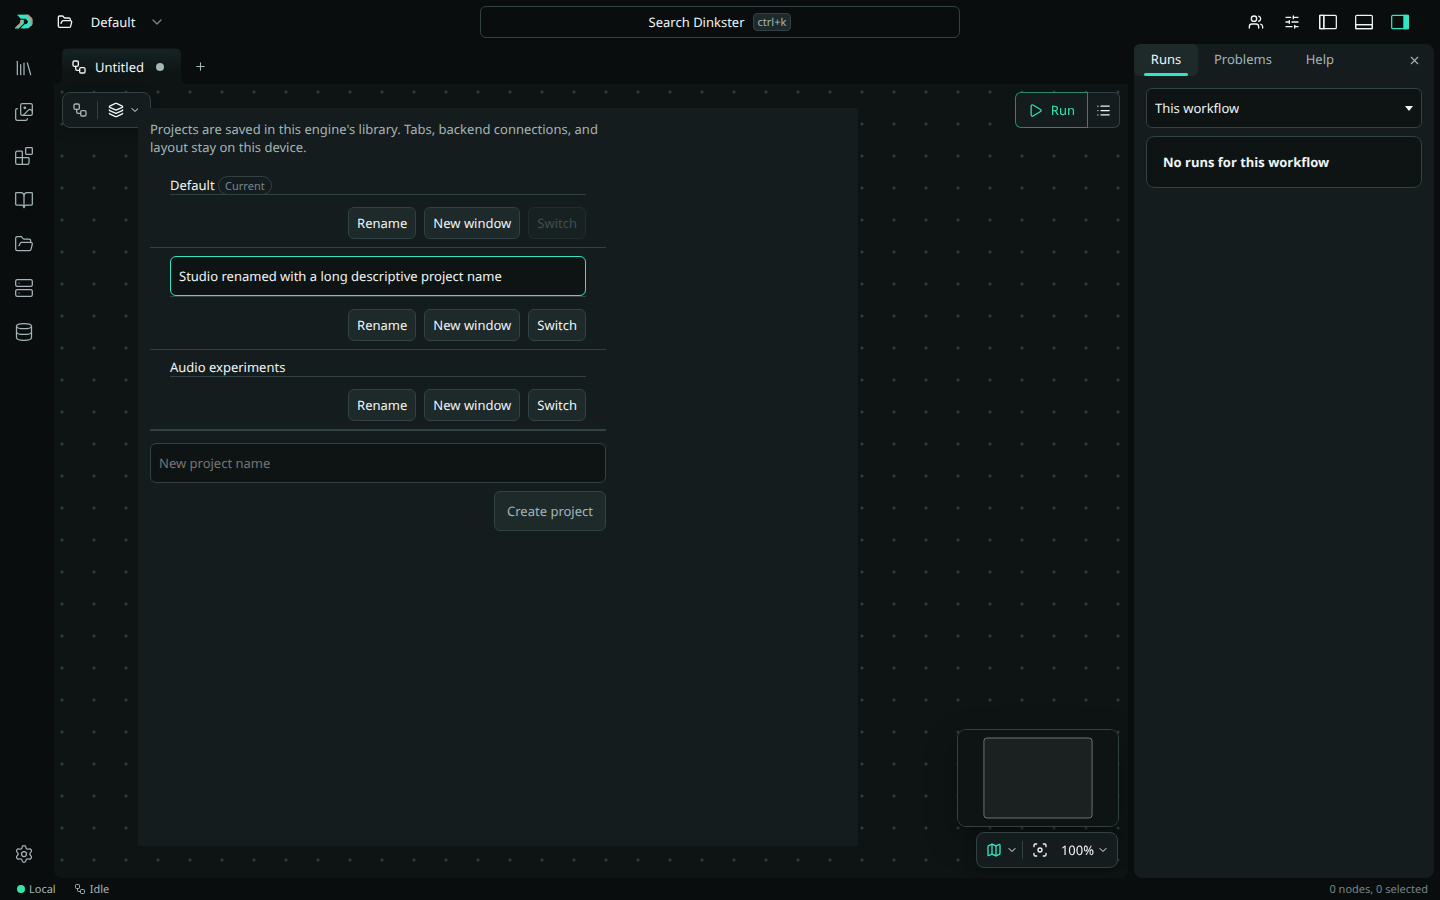 Default
Search Dinkster ctrl+k
Untitled
Run
Runs Problems Help
This workflow
No runs for this workflow
Projects are saved in this engine's library. Tabs, backend connections, and
layout stay on this device.
Default Current
Rename New window Switch
Studio renamed with a long descriptive project name
Rename New window Switch
Audio experiments
Rename New window Switch
New project name
Create project
100%
Local Idle
0 nodes, 0 selected